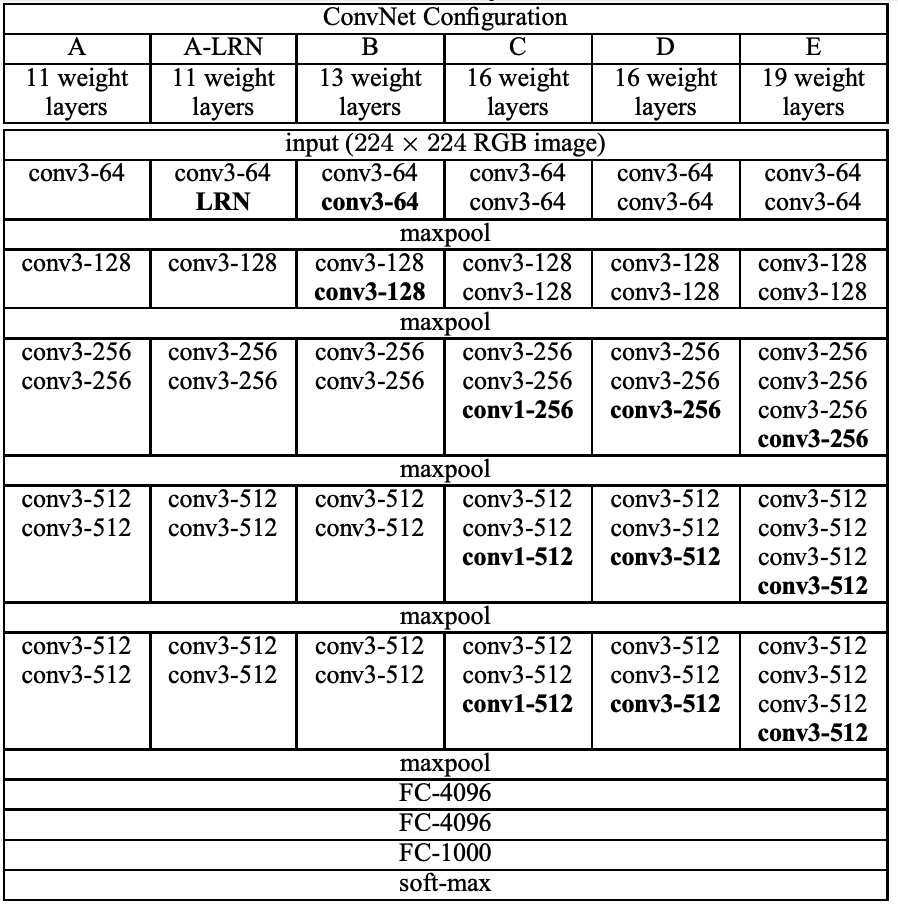 ConvNet Configuration
A A-LRN B C D E
11 weight 11 weight 13 weight 16 weight 16 weight 19 weight
layers layers layers layers layers layers
input (224 × 224 RGB image)
conv3-64 conv3-64 conv3-64 conv3-64 conv3-64 conv3-64
LRN conv3-64 conv3-64 conv3-64 conv3-64
maxpool
conv3-128 conv3-128 conv3-128 conv3-128 conv3-128 conv3-128
conv3-128 conv3-128 conv3-128 conv3-128
maxpool
conv3-256 conv3-256 conv3-256 conv3-256 conv3-256 conv3-256
conv3-256 conv3-256 conv3-256 conv3-256 conv3-256 conv3-256
conv1-256 conv3-256 conv3-256
conv3-256
maxpool
conv3-512 conv3-512 conv3-512 conv3-512 conv3-512 conv3-512
conv3-512 conv3-512 conv3-512 conv3-512 conv3-512 conv3-512
conv1-512 conv3-512 conv3-512
conv3-512
maxpool
conv3-512 conv3-512 conv3-512 conv3-512 conv3-512 conv3-512
conv3-512 conv3-512 conv3-512 conv3-512 conv3-512 conv3-512
conv1-512 conv3-512 conv3-512
conv3-512
maxpool
FC-4096
FC-4096
FC-1000
soft-max